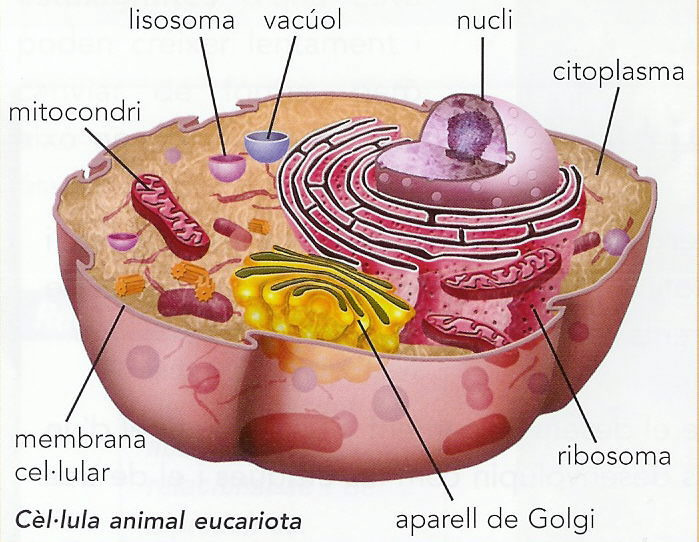 lisosoma
vacúol
nucli
citoplasma
mitocondri
membrana
cel·lular
ribosoma
aparell de Golgi
Cèl·lula animal eucariota